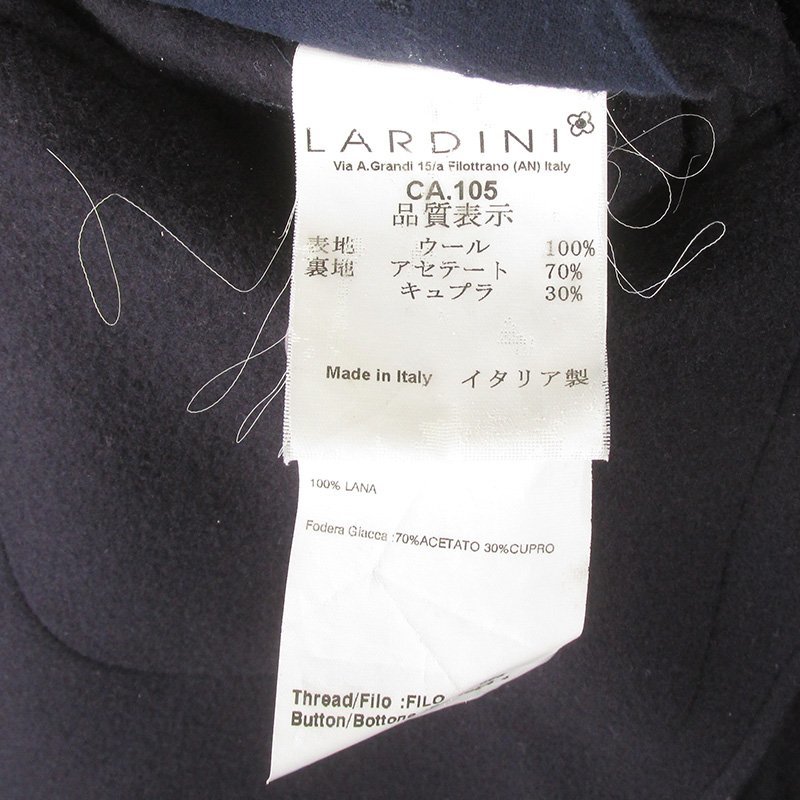 LARDINI
Via A.Grandi 15/a Filottrano (AN) Italy
CA.105
品質表示
表地 ウール 100%
裏地 アセテート 70%
キュプラ 30%
Made in Italy イタリア製
100% LANA
Fodera Giacca :70%ACETATO 30%CUPRO
Thread/Filo :FILO
Button/Bottone